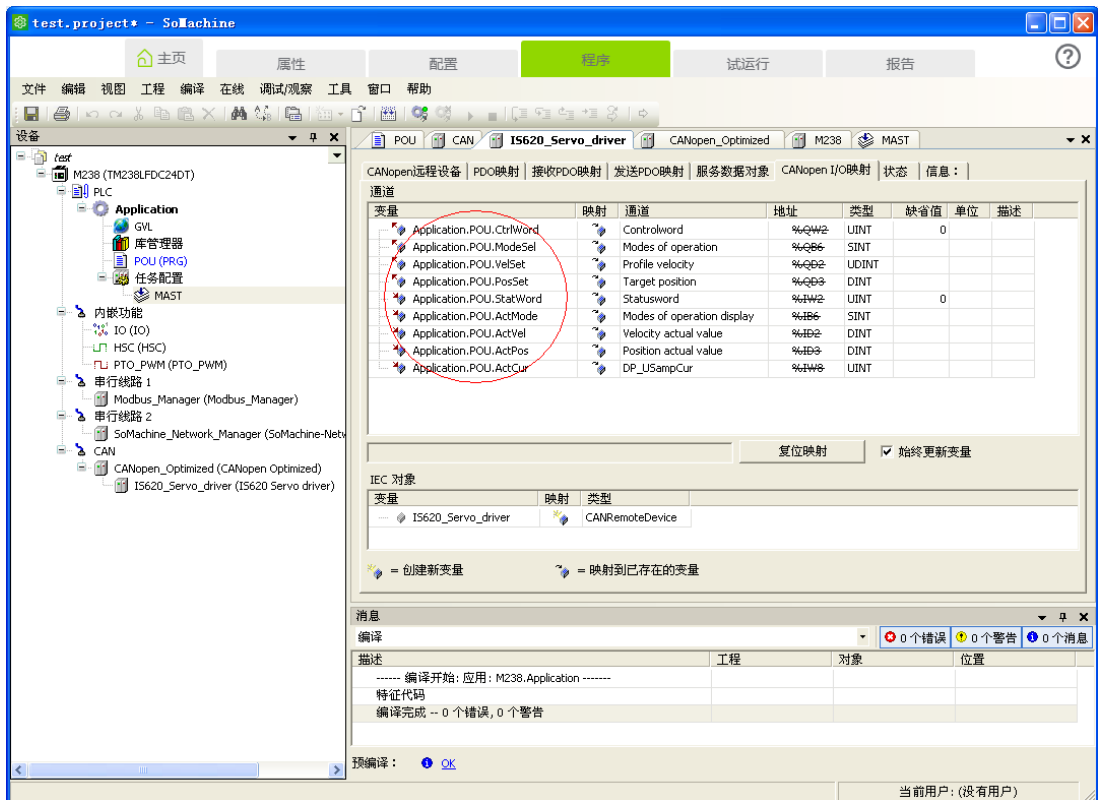 test.project* - SoMachine
主页 属性 配置 程序 试运行 报告 ?
文件 编辑 视图 工程 编译 在线 调试/观察 工具 窗口 帮助
设备
test
M238 (TM238LFDC24DT)
PLC
Application
GVL
库管理器
POU (PRG)
任务配置
MAST
内嵌功能
IO (IO)
HSC (HSC)
PTO_PWM (PTO_PWM)
串行线路 1
Modbus_Manager (Modbus_Manager)
串行线路 2
SoMachine_Network_Manager (SoMachine-Netw
CAN
CANopen_Optimized (CANopen Optimized)
IS620_Servo_driver (IS620 Servo driver)
POU CAN IS620_Servo_driver CANopen_Optimized M238 MAST
CANopen远程设备 PDO映射 接收PDO映射 发送PDO映射 服务数据对象 CANopen I/O映射 状态 信息：
通道
变量 映射 通道 地址 类型 缺省值 单位 描述
Application.POU.CtrlWord Controlword %QW2 UINT 0
Application.POU.ModeSel Modes of operation %QB6 SINT
Application.POU.VelSet Profile velocity %QD2 UDINT
Application.POU.PosSet Target position %QD3 DINT
Application.POU.StatWord Statusword %IW2 UINT 0
Application.POU.ActMode Modes of operation display %IB6 SINT
Application.POU.ActVel Velocity actual value %ID2 DINT
Application.POU.ActPos Position actual value %ID3 DINT
Application.POU.ActCur DP_USampCur %IW8 UINT
复位映射 始终更新变量
IEC 对象
变量 映射 类型
IS620_Servo_driver CANRemoteDevice
= 创建新变量 = 映射到已存在的变量
消息
编译 0 个错误 0 个警告 0 个消息
描述 工程 对象 位置
------ 编译开始: 应用: M238.Application -------
特征代码
编译完成 -- 0 个错误, 0 个警告
预编译： OK
当前用户: (没有用户)